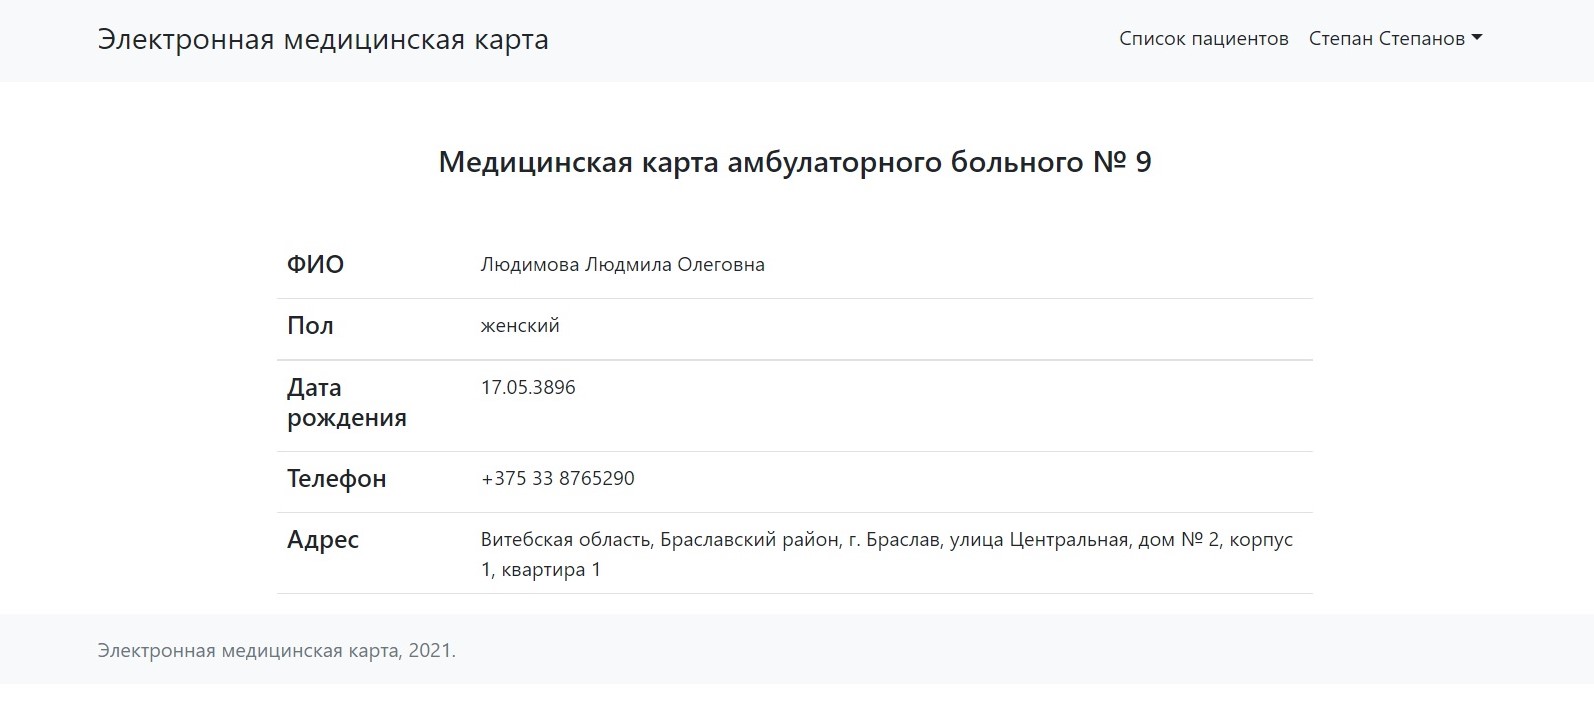 Электронная медицинская карта
Список пациентов Степан Степанов
Медицинская карта амбулаторного больного № 9
ФИО Людимова Людмила Олеговна
Пол женский
Дата рождения 17.05.3896
Телефон +375 33 8765290
Адрес Витебская область, Браславский район, г. Браслав, улица Центральная, дом № 2, корпус
1, квартира 1
Электронная медицинская карта, 2021.